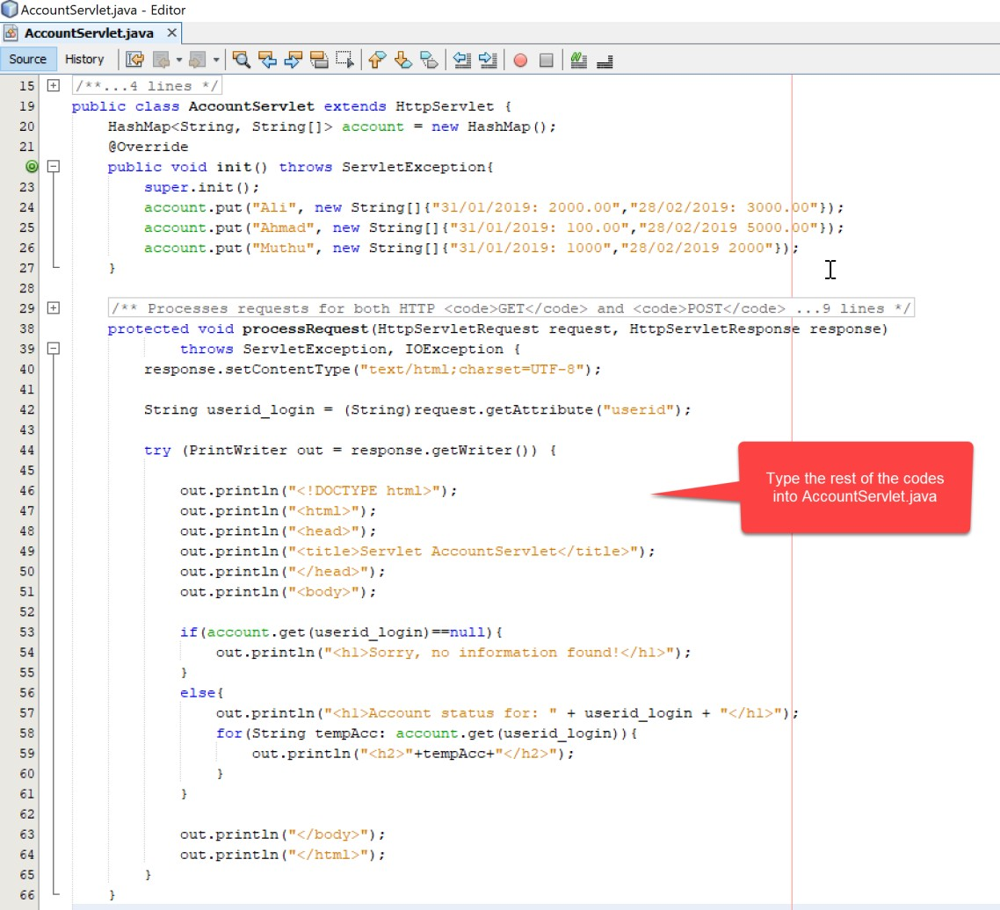 AccountServlet.java - Editor
AccountServlet.java
Source History
15 /**...4 lines */
19 public class AccountServlet extends HttpServlet {
20 HashMap<String, String[]> account = new HashMap();
21 @Override
public void init() throws ServletException{
23 super.init();
24 account.put("Ali", new String[]{"31/01/2019: 2000.00","28/02/2019: 3000.00"});
25 account.put("Ahmad", new String[]{"31/01/2019: 100.00","28/02/2019 5000.00"});
26 account.put("Muthu", new String[]{"31/01/2019: 1000","28/02/2019 2000"});
27 }
28
29 /** Processes requests for both HTTP <code>GET</code> and <code>POST</code> ...9 lines */
38 protected void processRequest(HttpServletRequest request, HttpServletResponse response)
39 throws ServletException, IOException {
40 response.setContentType("text/html;charset=UTF-8");
41
42 String userid_login = (String)request.getAttribute("userid");
43
44 try (PrintWriter out = response.getWriter()) {
45
46 out.println("<!DOCTYPE html>");
47 out.println("<html>");
48 out.println("<head>");
49 out.println("<title>Servlet AccountServlet</title>");
50 out.println("</head>");
51 out.println("<body>");
52
53 if(account.get(userid_login)==null){
54 out.println("<h1>Sorry, no information found!</h1>");
55 }
56 else{
57 out.println("<h1>Account status for: " + userid_login + "</h1>");
58 for(String tempAcc: account.get(userid_login)){
59 out.println("<h2>"+tempAcc+"</h2>");
60 }
61 }
62
63 out.println("</body>");
64 out.println("</html>");
65 }
66 }
Type the rest of the codes
into AccountServlet.java